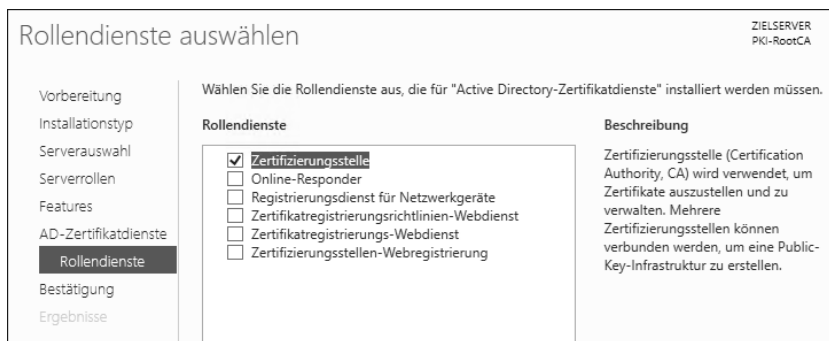 Rollendienste auswählen
ZIELSERVER
PKI-RootCA
Vorbereitung
Installationstyp
Serverauswahl
Serverrollen
Features
AD-Zertifikatdienste
Rollendienste
Bestätigung
Ergebnisse
Wählen Sie die Rollendienste aus, die für "Active Directory-Zertifikatdienste" installiert werden müssen.
Rollendienste
Zertifizierungsstelle
Online-Responder
Registrierungsdienst für Netzwerkgeräte
Zertifikatregistrierungsrichtlinien-Webdienst
Zertifikatregistrierungs-Webdienst
Zertifizierungsstellen-Webregistrierung
Beschreibung
Zertifizierungsstelle (Certification
Authority, CA) wird verwendet, um
Zertifikate auszustellen und zu
verwalten. Mehrere
Zertifizierungsstellen können
verbunden werden, um eine Public-
Key-Infrastruktur zu erstellen.